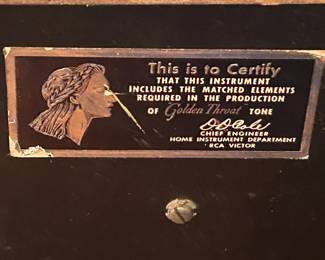 This is to Certify
THAT THIS INSTRUMENT
INCLUDES THE MATCHED ELEMENTS
REQUIRED IN THE PRODUCTION
OF Golden Throat TONE
CHIEF ENGINEER
HOME INSTRUMENT DEPARTMENT
RCA VICTOR